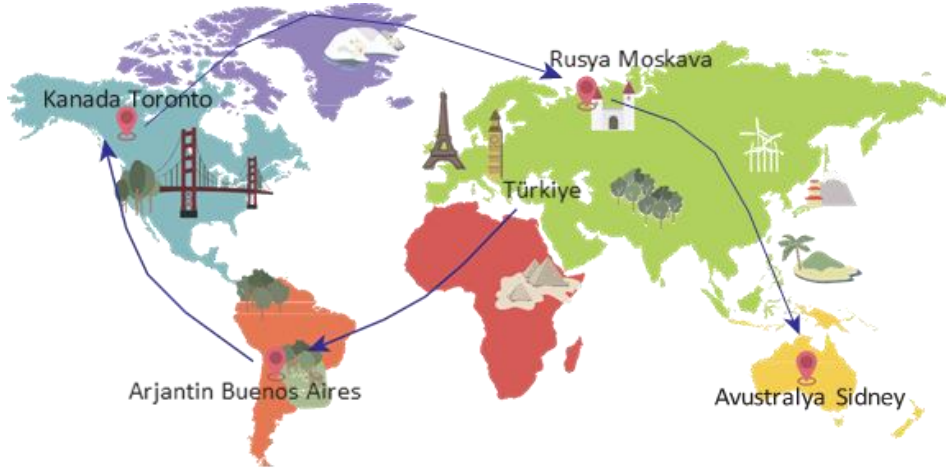 Rusya Moskava
Kanada Toronto
Türkiye
Arjantin Buenos Aires
Avustralya Sidney